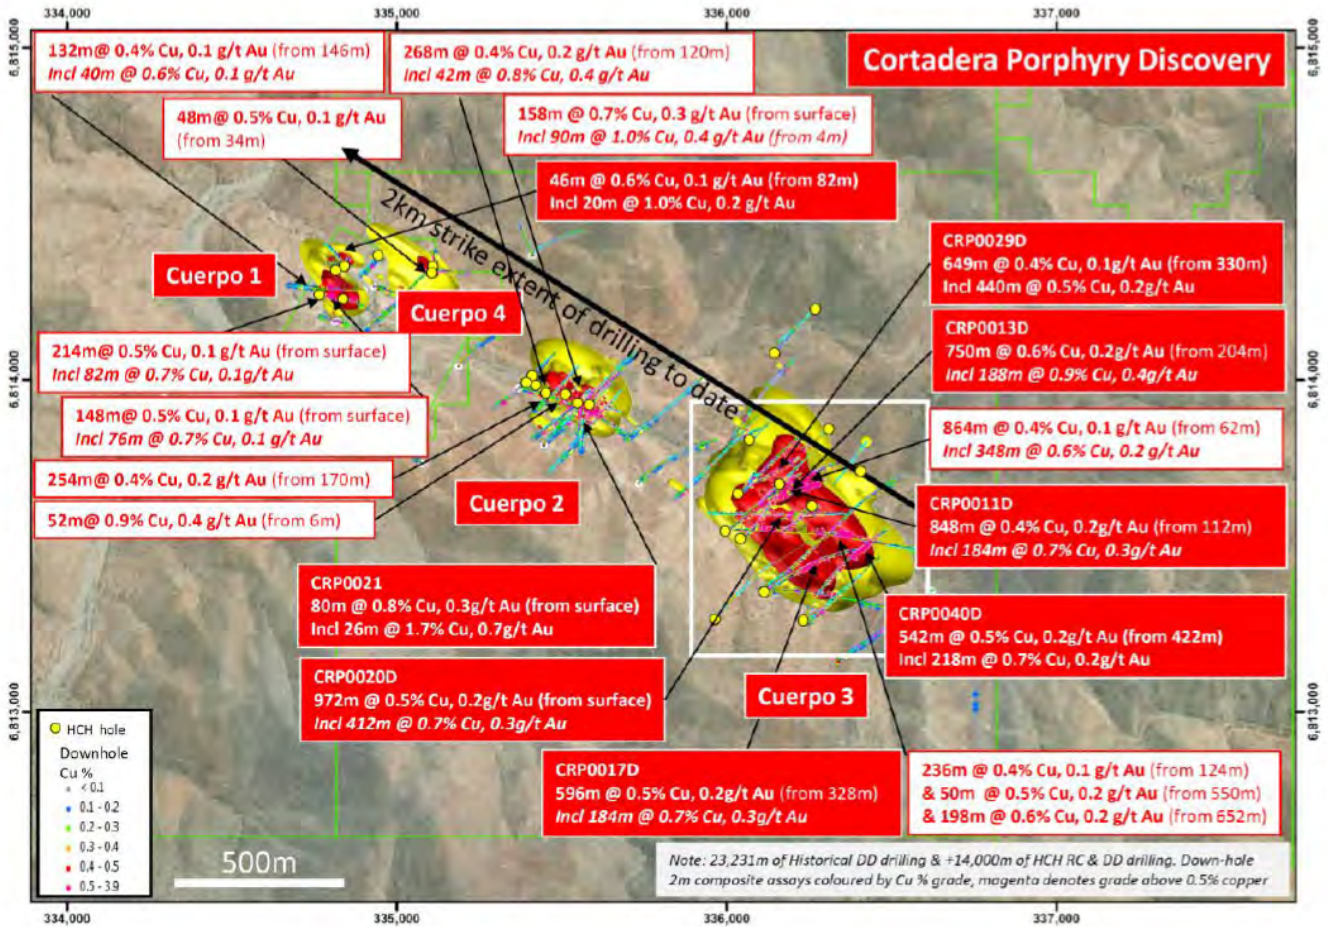 334,000
335,000
336,000
337,000
6,815,000
6,815,000
Cortadera Porphyry Discovery
132m@ 0.4% Cu, 0.1 g/t Au (from 146m)
Incl 40m @ 0.6% Cu, 0.1 g/t Au
268m @ 0.4% Cu, 0.2 g/t Au (from 120m)
Incl 42m @ 0.8% Cu, 0.4 g/t Au
48m@ 0.5% Cu, 0.1 g/t Au
(from 34m)
158m @ 0.7% Cu, 0.3 g/t Au (from surface)
Incl 90m @ 1.0% Cu, 0.4 g/t Au (from 4m)
46m @ 0.6% Cu, 0.1 g/t Au (from 82m)
Incl 20m @ 1.0% Cu, 0.2 g/t Au
2km strike extent of drilling to date
Cuerpo 1
Cuerpo 4
CRP0029D
649m @ 0.4% Cu, 0.1g/t Au (from 330m)
Incl 440m @ 0.5% Cu, 0.2g/t Au
CRP0013D
750m @ 0.6% Cu, 0.2g/t Au (from 204m)
Incl 188m @ 0.9% Cu, 0.4g/t Au
6,814,000
6,814,000
214m@ 0.5% Cu, 0.1 g/t Au (from surface)
Incl 82m @ 0.7% Cu, 0.1g/t Au
148m@ 0.5% Cu, 0.1 g/t Au (from surface)
Incl 76m @ 0.7% Cu, 0.1 g/t Au
864m @ 0.4% Cu, 0.1 g/t Au (from 62m)
Incl 348m @ 0.6% Cu, 0.2 g/t Au
254m@ 0.4% Cu, 0.2 g/t Au (from 170m)
52m@ 0.9% Cu, 0.4 g/t Au (from 6m)
Cuerpo 2
CRP0011D
848m @ 0.4% Cu, 0.2g/t Au (from 112m)
Incl 184m @ 0.7% Cu, 0.3g/t Au
CRP0021
80m @ 0.8% Cu, 0.3g/t Au (from surface)
Incl 26m @ 1.7% Cu, 0.7g/t Au
CRP0040D
542m @ 0.5% Cu, 0.2g/t Au (from 422m)
Incl 218m @ 0.7% Cu, 0.2g/t Au
CRP0020D
972m @ 0.5% Cu, 0.2g/t Au (from surface)
Incl 412m @ 0.7% Cu, 0.3g/t Au
Cuerpo 3
6,813,000
6,813,000
HCH hole
Downhole
Cu %
< 0.1
0.1 - 0.2
0.2 - 0.3
0.3 - 0.4
0.4 - 0.5
0.5 - 3.9
500m
CRP0017D
596m @ 0.5% Cu, 0.2g/t Au (from 328m)
Incl 184m @ 0.7% Cu, 0.3g/t Au
236m @ 0.4% Cu, 0.1 g/t Au (from 124m)
& 50m @ 0.5% Cu, 0.2 g/t Au (from 550m)
& 198m @ 0.6% Cu, 0.2 g/t Au (from 652m)
Note: 23,231m of Historical DD drilling & +14,000m of HCH RC & DD drilling. Down-hole
2m composite assays coloured by Cu % grade, magenta denotes grade above 0.5% copper
334,000
335,000
336,000
337,000